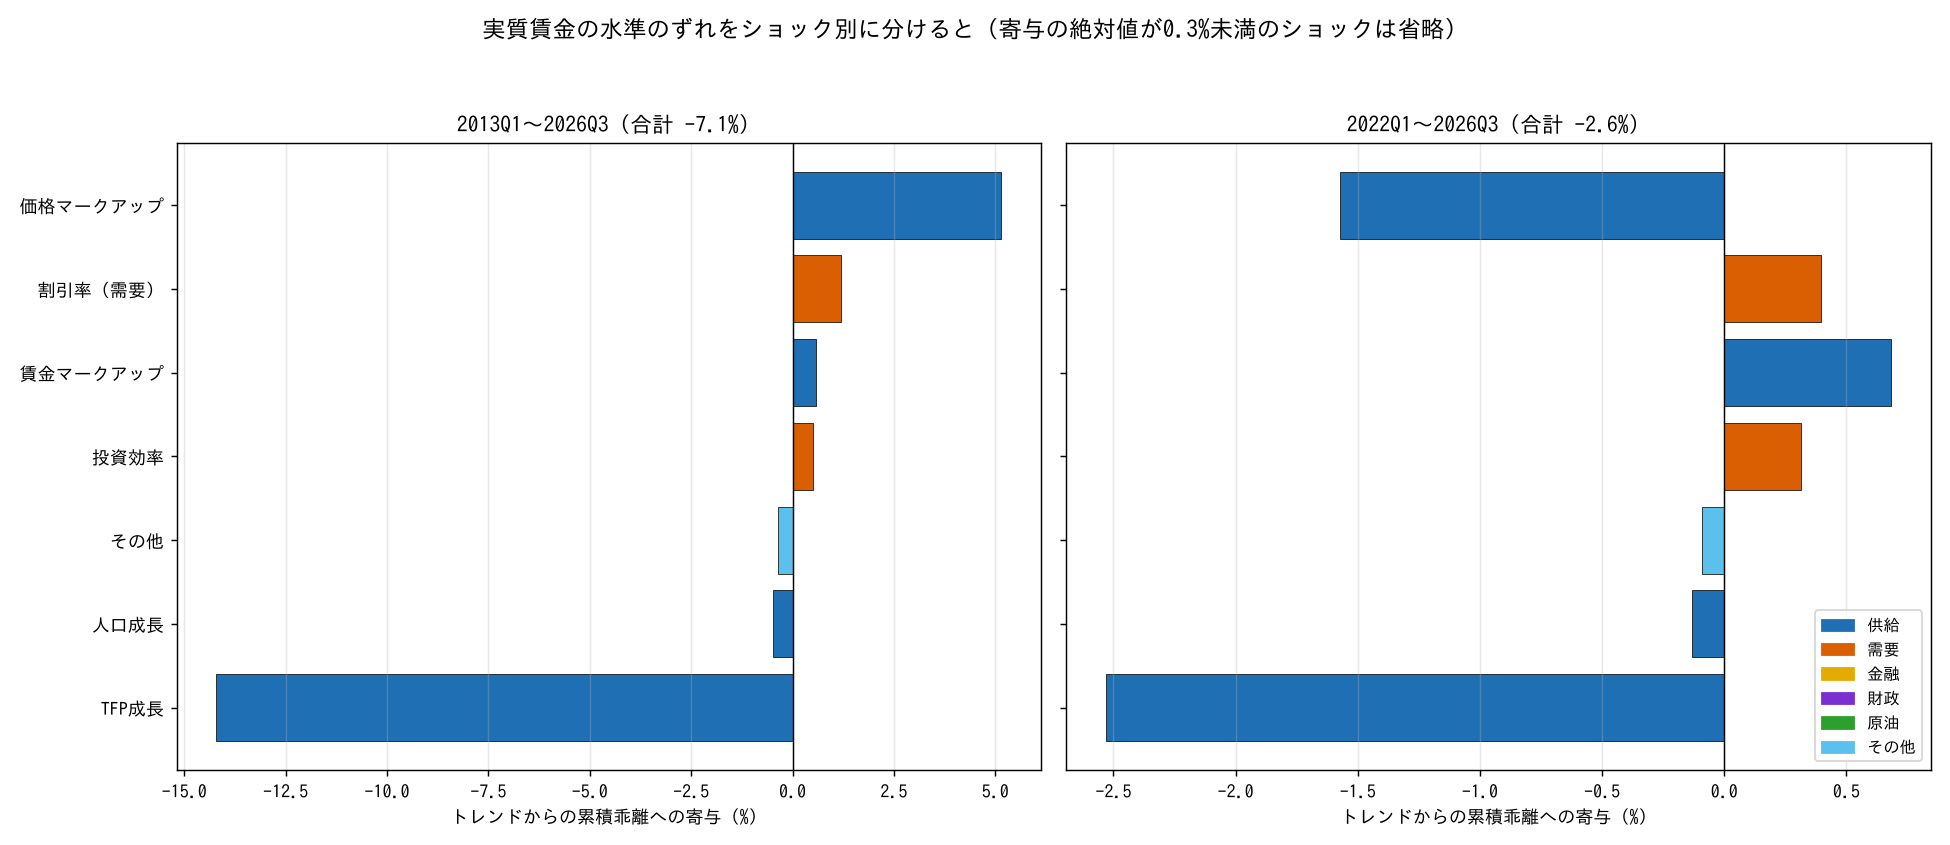 実質賃金の水準のずれをショック別に分けると（寄与の絶対値が0.3%未満のショックは省略）
2013Q1～2026Q3（合計 -7.1%）
2022Q1～2026Q3（合計 -2.6%）
価格マークアップ
割引率（需要）
賃金マークアップ
投資効率
その他
人口成長
TFP成長
供給
需要
金融
財政
原油
その他
-15.0 -12.5 -10.0 -7.5 -5.0 -2.5 0.0 2.5 5.0
-2.5 -2.0 -1.5 -1.0 -0.5 0.0 0.5
トレンドからの累積乖離への寄与（%）
トレンドからの累積乖離への寄与（%）